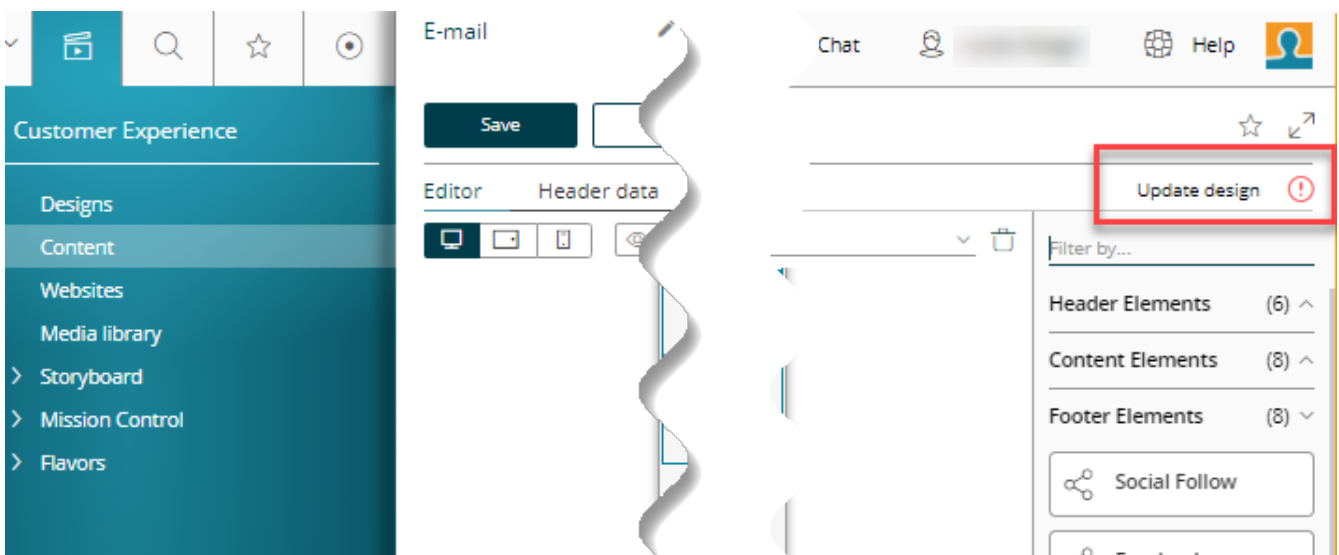 E-mail
Chat
Help
Customer Experience
Save
Update design
Designs
Editor
Header data
Content
Filter by...
Websites
Header Elements (6)
Media library
Content Elements (8)
Storyboard
Mission Control
Footer Elements (8)
Flavors
Social Follow